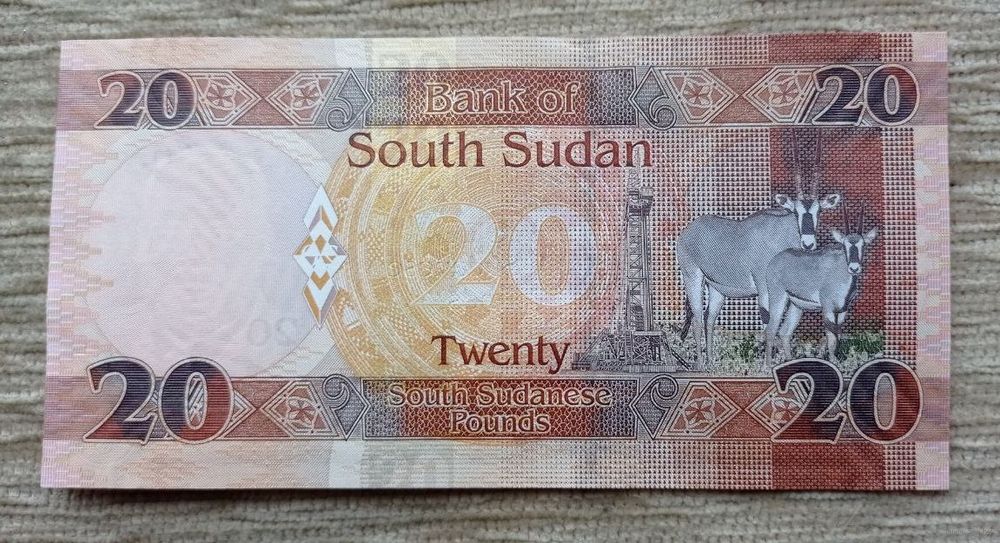 20 Bank of 20
South Sudan
20
Twenty
20 South Sudanese 20
Pounds